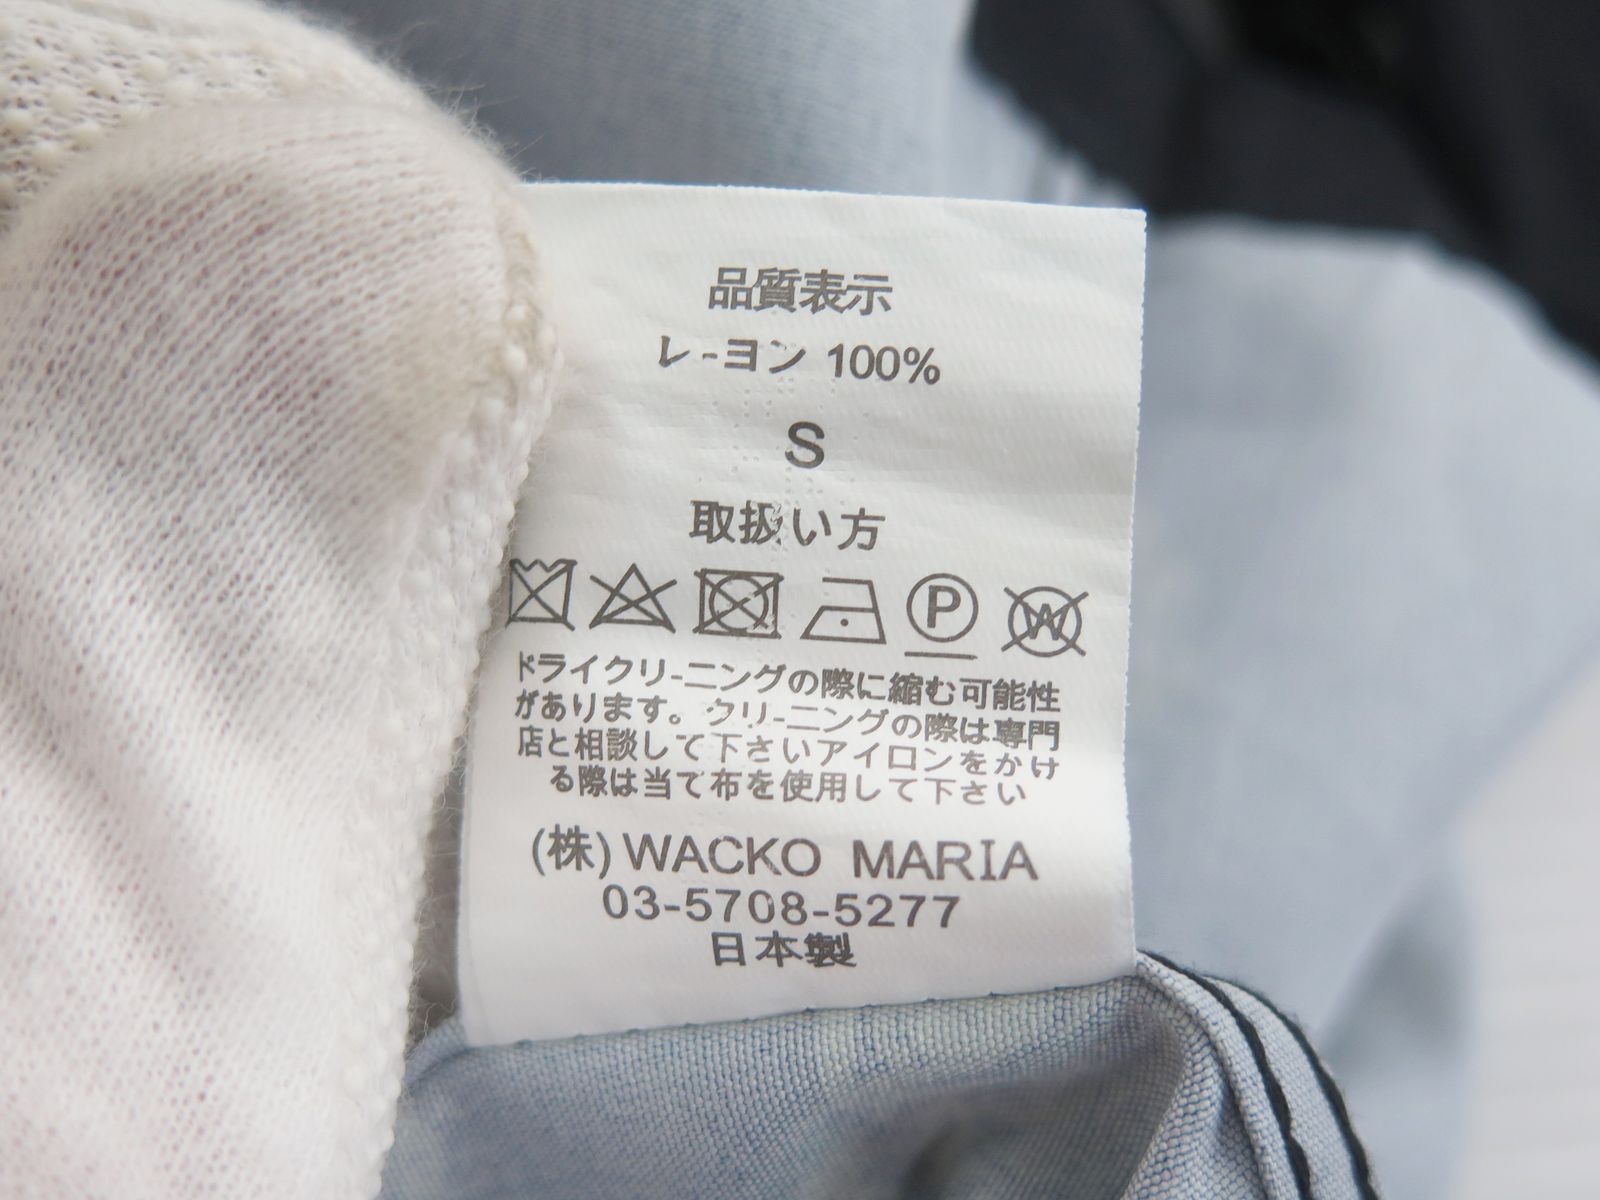 品質表示
レーヨン 100%
S
取扱い方
P
W
ドライクリーニングの際に縮む可能性
があります。クリーニングの際は専門
店と相談して下さいアイロンをかけ
る際は当て布を使用して下さい
(株) WACKO MARIA
03-5708-5277
日本製